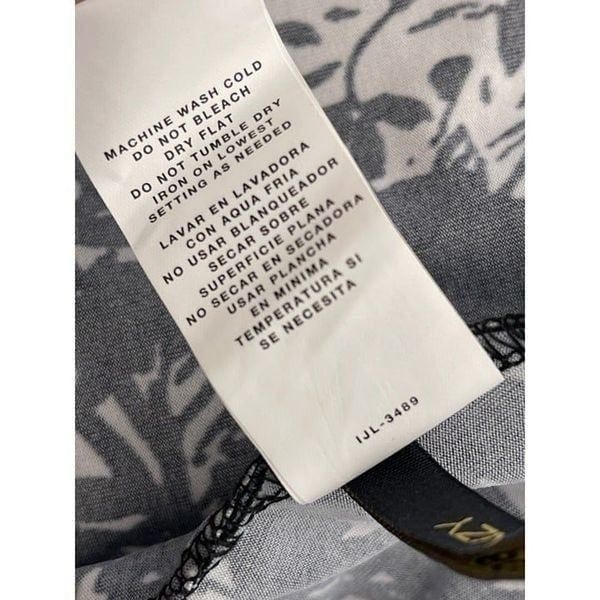 MACHINE WASH COLD
DO NOT BLEACH
DRY FLAT
DO NOT TUMBLE DRY
IRON ON LOWEST
SETTING AS NEEDED
LAVAR EN LAVADORA
CON AQUA FRIA
NO USAR BLANQUEADOR
SECAR SOBRE
SUPERFICIE PLANA
NO SECAR EN SECADORA
USAR PLANCHA
EN MINIMA
TEMPERATURA SI
SE NECESITA
IJL-3489